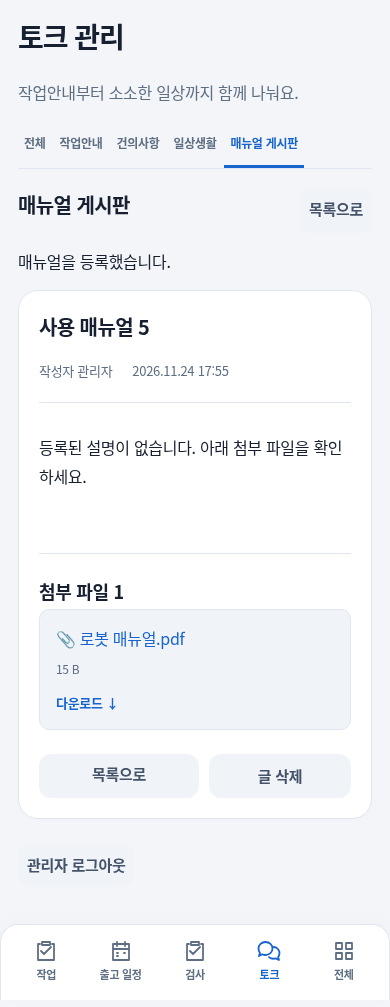 토크 관리
작업안내부터 소소한 일상까지 함께 나눠요.
전체 작업안내 건의사항 일상생활 매뉴얼 게시판
매뉴얼 게시판 목록으로
매뉴얼을 등록했습니다.
사용 매뉴얼 5
작성자 관리자 2026.11.24 17:55
등록된 설명이 없습니다. 아래 첨부 파일을 확인
하세요.
첨부 파일 1
📎 로봇 매뉴얼.pdf
15 B
다운로드 ↓
목록으로 글 삭제
관리자 로그아웃
작업 출고 일정 검사 토크 전체